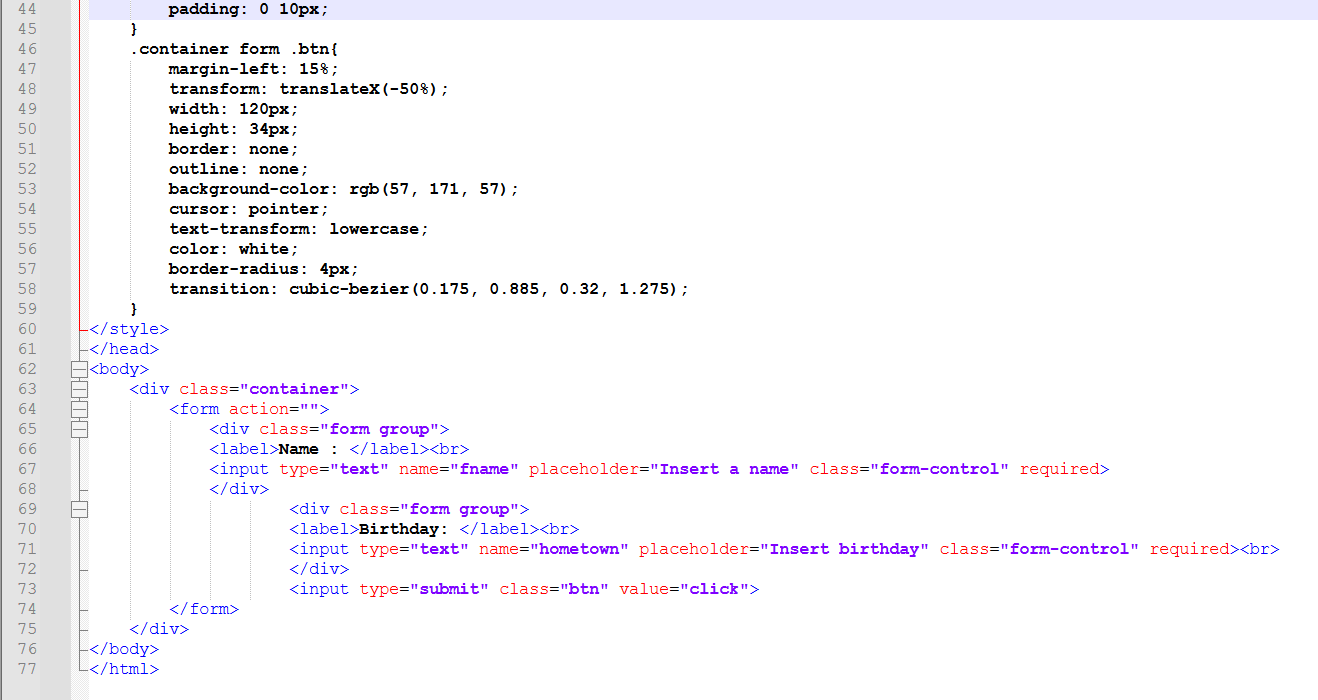 44 padding: 0 10px;
45 }
46 .container form .btn{
47 margin-left: 15%;
48 transform: translateX(-50%);
49 width: 120px;
50 height: 34px;
51 border: none;
52 outline: none;
53 background-color: rgb(57, 171, 57);
54 cursor: pointer;
55 text-transform: lowercase;
56 color: white;
57 border-radius: 4px;
58 transition: cubic-bezier(0.175, 0.885, 0.32, 1.275);
59 }
60 </style>
61 </head>
62 <body>
63 <div class="container">
64 <form action="">
65 <div class="form group">
66 <label>Name : </label><br>
67 <input type="text" name="fname" placeholder="Insert a name" class="form-control" required>
68 </div>
69 <div class="form group">
70 <label>Birthday: </label><br>
71 <input type="text" name="hometown" placeholder="Insert birthday" class="form-control" required><br>
72 </div>
73 <input type="submit" class="btn" value="click">
74 </form>
75 </div>
76 </body>
77 </html>